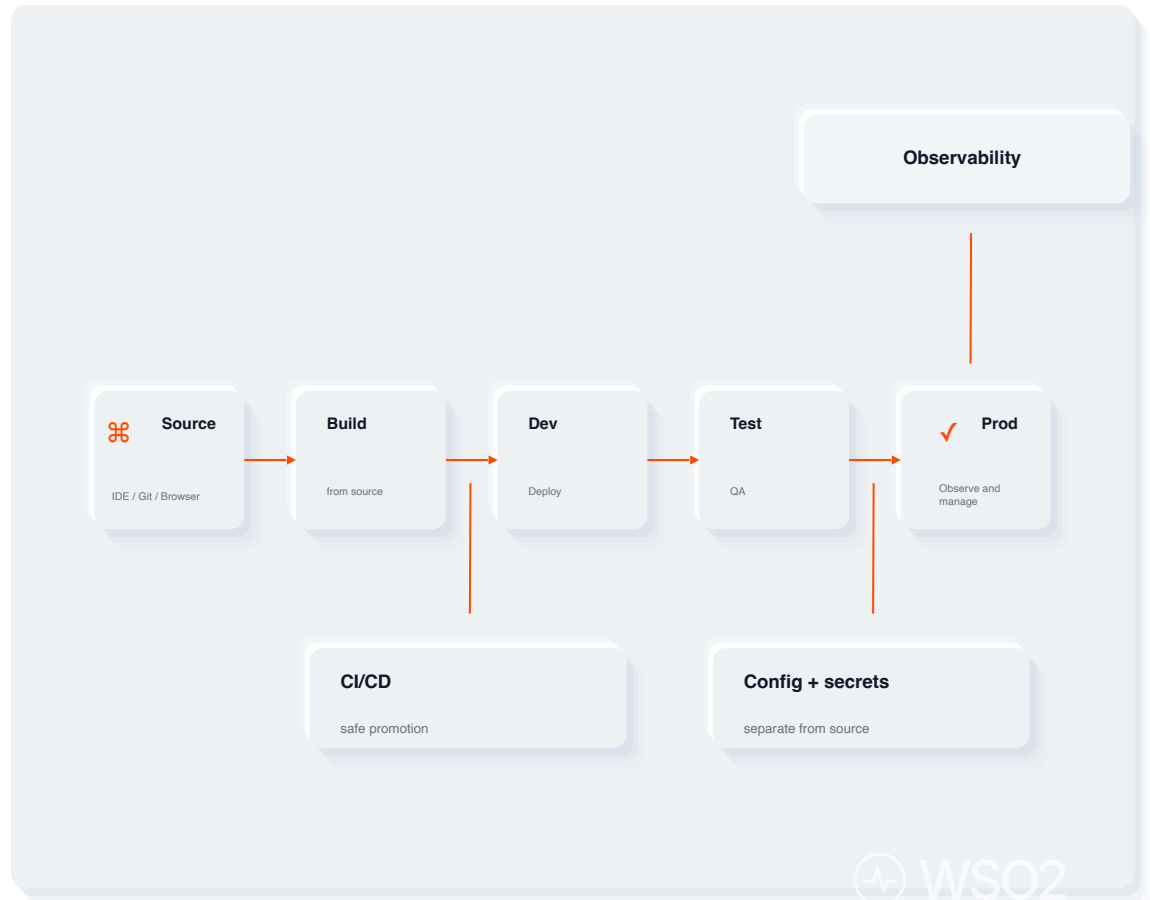 Observability
Source
IDE / Git / Browser
Build
from source
Dev
Deploy
Test
QA
Prod
Observe and
manage
CI/CD
safe promotion
Config + secrets
separate from source
WSO2